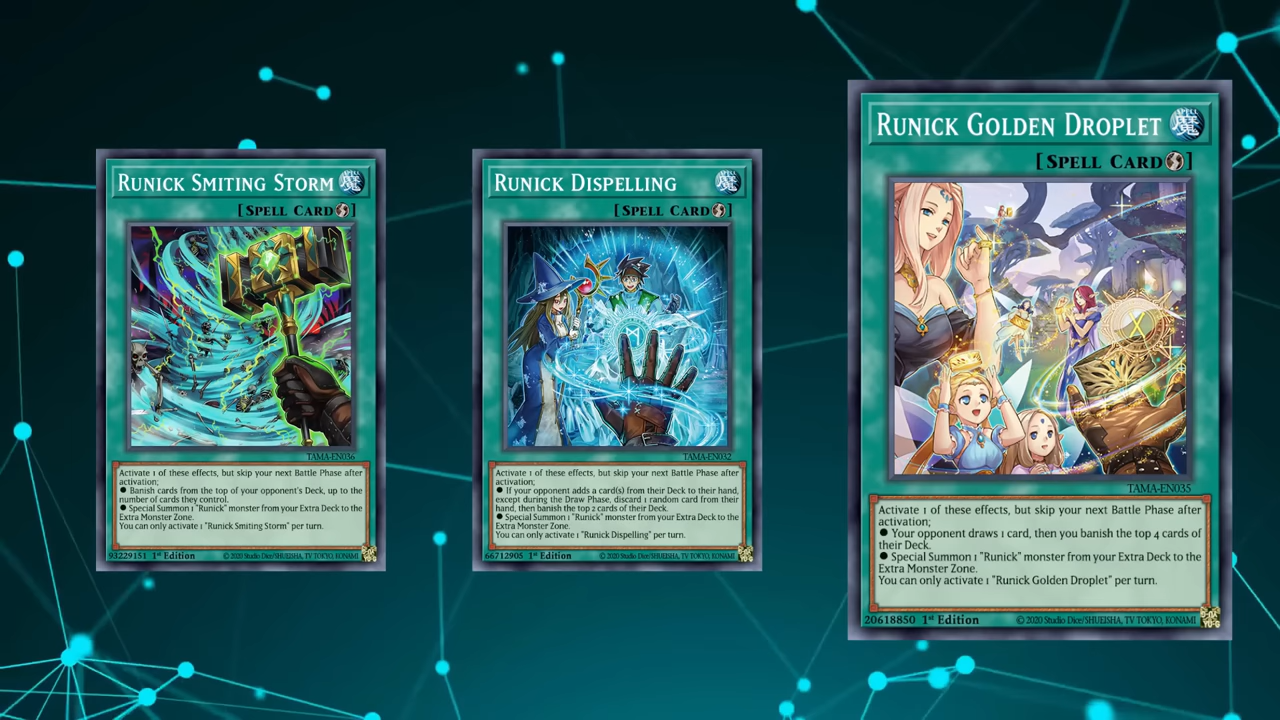 RUNICK SMITING STORM
[SPELL CARD]
TAMA-EN036
Activate 1 of these effects, but skip your next Battle Phase after
activation;
● Banish cards from the top of your opponent's Deck, up to the
number of cards they control.
● Special Summon 1 "Runick" monster from your Extra Deck to the
Extra Monster Zone.
You can only activate 1 "Runick Smiting Storm" per turn.
93229151 1st Edition
© 2020 Studio Dice/SHUEISHA, TV TOKYO, KONAMI
RUNICK DISPELLING
[SPELL CARD]
TAMA-EN032
Activate 1 of these effects, but skip your next Battle Phase after
activation;
● If your opponent adds a card(s) from their Deck to their hand,
except during the Draw Phase, discard 1 random card from their
hand, then banish the top 2 cards of their Deck.
● Special Summon 1 "Runick" monster from your Extra Deck to the
Extra Monster Zone.
You can only activate 1 "Runick Dispelling" per turn.
66712905 1st Edition
© 2020 Studio Dice/SHUEISHA, TV TOKYO, KONAMI
RUNICK GOLDEN DROPLET
[SPELL CARD]
TAMA-EN035
Activate 1 of these effects, but skip your next Battle Phase after
activation;
● Your opponent draws 1 card, then you banish the top 4 cards of
their Deck.
● Special Summon 1 "Runick" monster from your Extra Deck to the
Extra Monster Zone.
You can only activate 1 "Runick Golden Droplet" per turn.
20618850 1st Edition
© 2020 Studio Dice/SHUEISHA, TV TOKYO, KONAMI